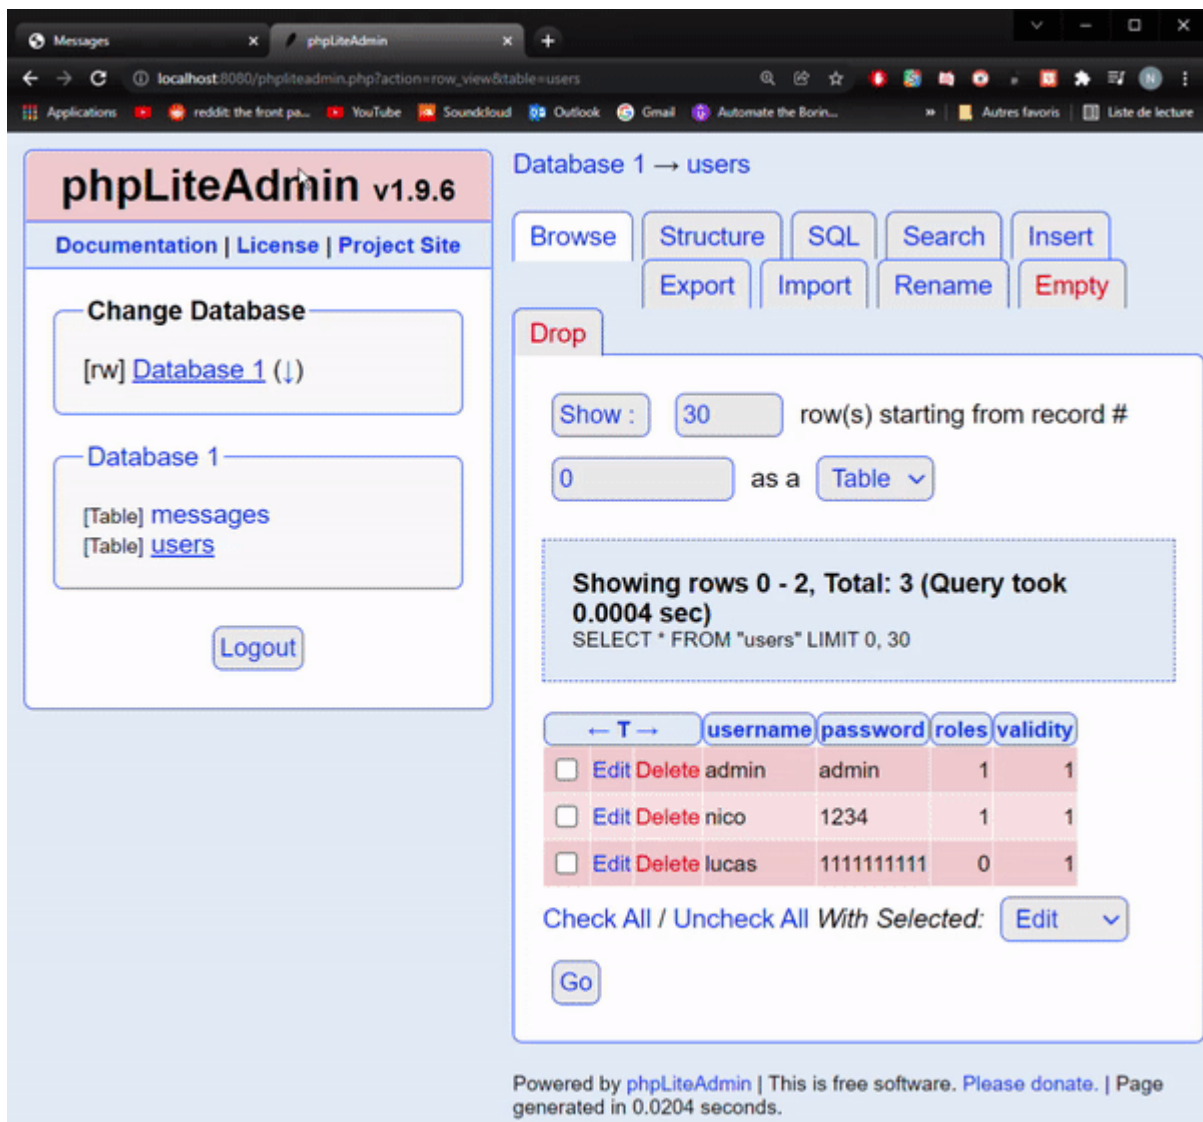 Messages
phpLiteAdmin
localhost:8080/phpliteadmin.php?action=row_view&table=users
N
Applications reddit: the front pa... YouTube Soundcloud Outlook Gmail Automate the Borin... » Autres favoris Liste de lecture
phpLiteAdmin v1.9.6
Documentation | License | Project Site
Change Database
[rw] Database 1 (↓)
Database 1
[Table] messages
[Table] users
Logout
Database 1 → users
Browse Structure SQL Search Insert
Export Import Rename Empty
Drop
Show : 30 row(s) starting from record #
0 as a Table
Showing rows 0 - 2, Total: 3 (Query took
0.0004 sec)
SELECT * FROM "users" LIMIT 0, 30
← T → username password roles validity
Edit Delete admin admin 1 1
Edit Delete nico 1234 1 1
Edit Delete lucas 1111111111 0 1
Check All / Uncheck All With Selected: Edit
Go
Powered by phpLiteAdmin | This is free software. Please donate. | Page
generated in 0.0204 seconds.